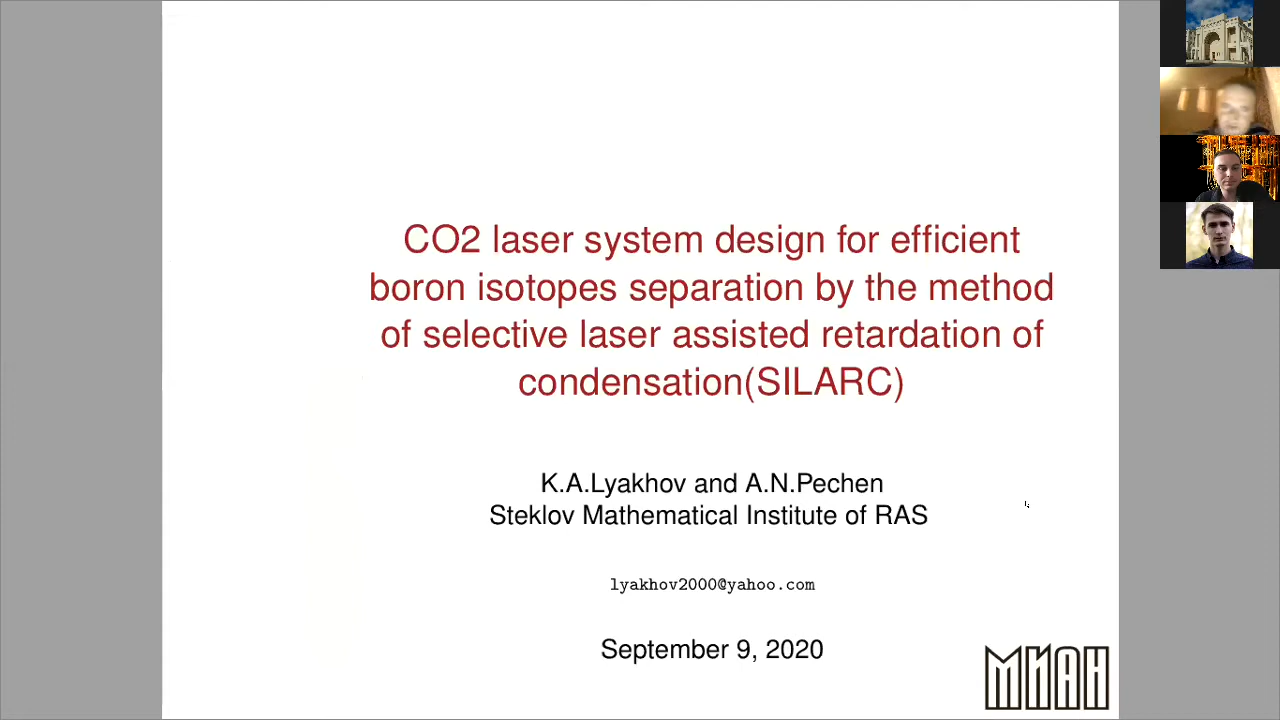 CO2 laser system design for efficient
boron isotopes separation by the method
of selective laser assisted retardation of
condensation(SILARC)
K.A.Lyakhov and A.N.Pechen
Steklov Mathematical Institute of RAS
lyakhov2000@yahoo.com
September 9, 2020
МИАН